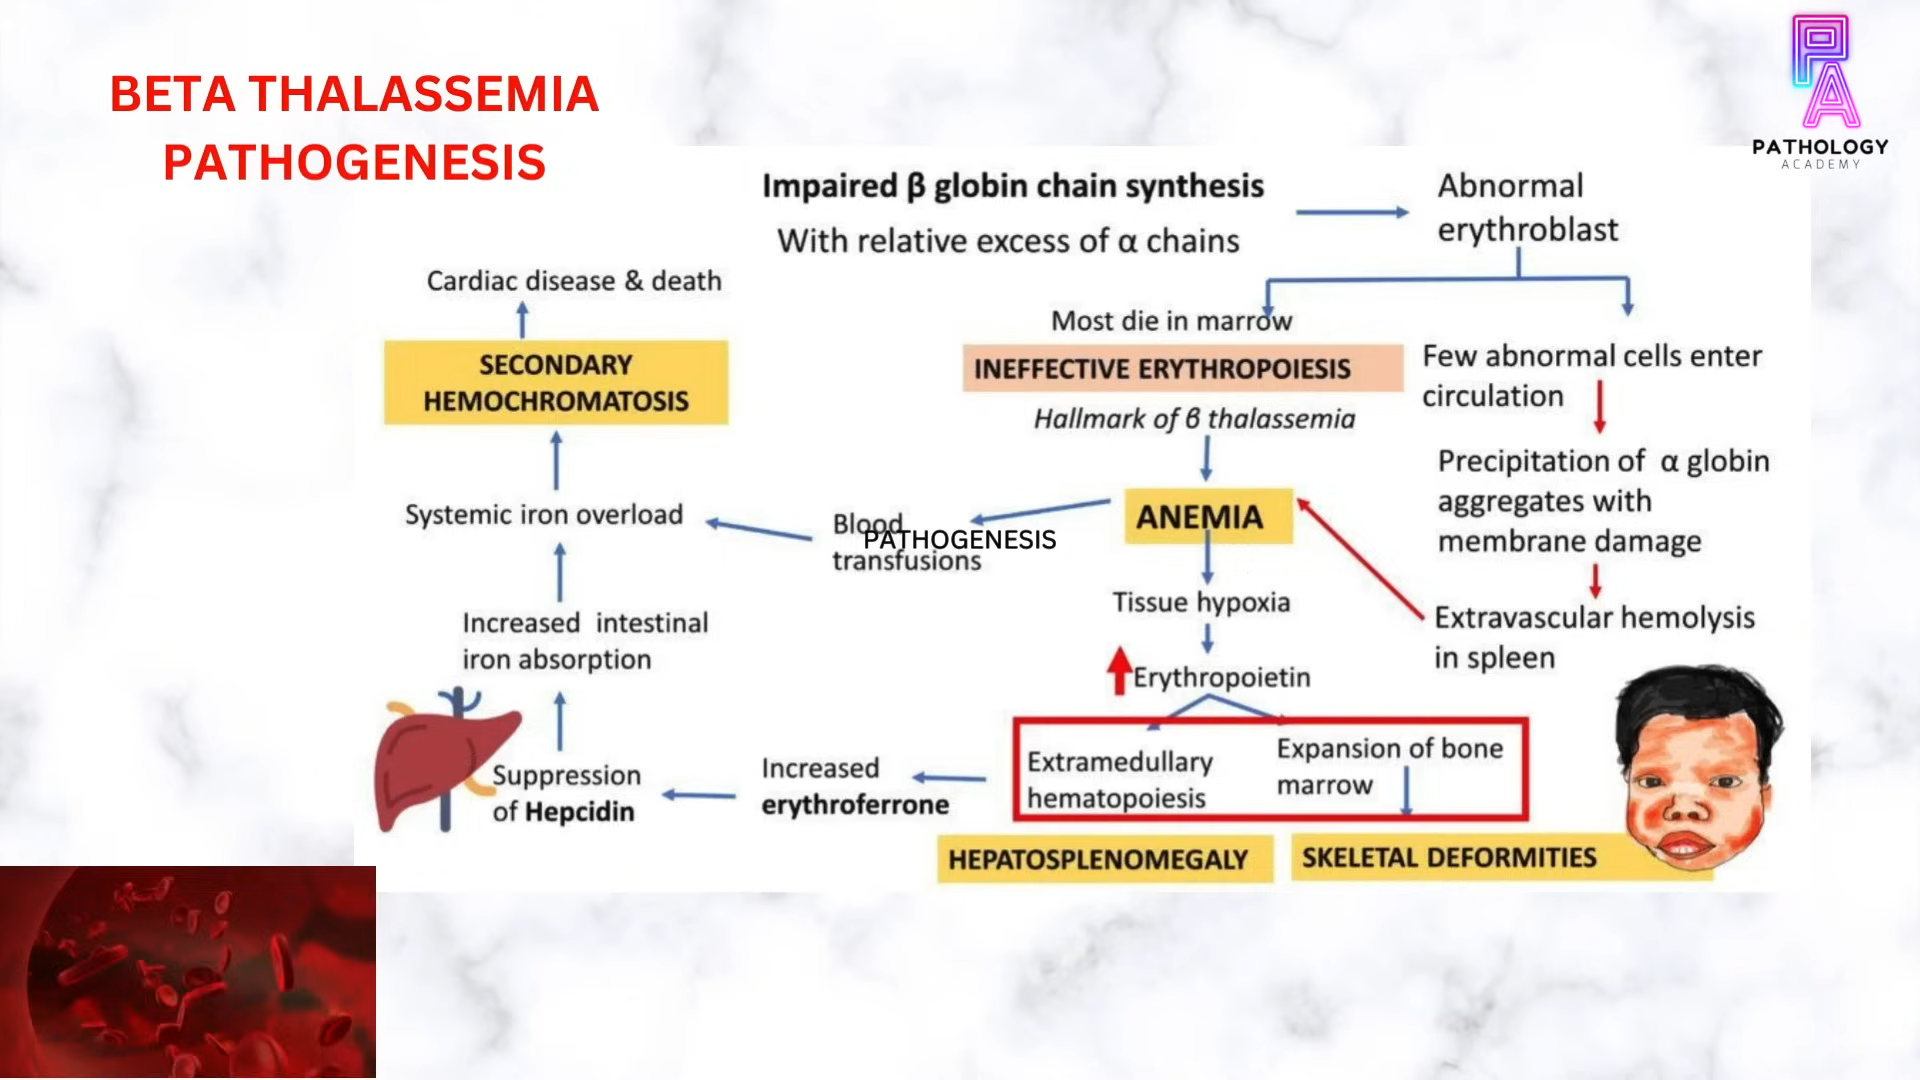 BETA THALASSEMIA
PATHOGENESIS
PA
PATHOLOGY
ACADEMY
Impaired β globin chain synthesis
With relative excess of α chains
Abnormal
erythroblast
Cardiac disease & death
SECONDARY
HEMOCHROMATOSIS
Most die in marrow
INEFFECTIVE ERYTHROPOIESIS
Hallmark of β thalassemia
Few abnormal cells enter
circulation
Precipitation of α globin
aggregates with
membrane damage
Extravascular hemolysis
in spleen
ANEMIA
Blood
transfusions
PATHOGENESIS
Systemic iron overload
Tissue hypoxia
Erythropoietin
Increased intestinal
iron absorption
Extramedullary
hematopoiesis
Expansion of bone
marrow
Increased
erythroferrone
Suppression
of Hepcidin
HEPATOSPLENOMEGALY
SKELETAL DEFORMITIES